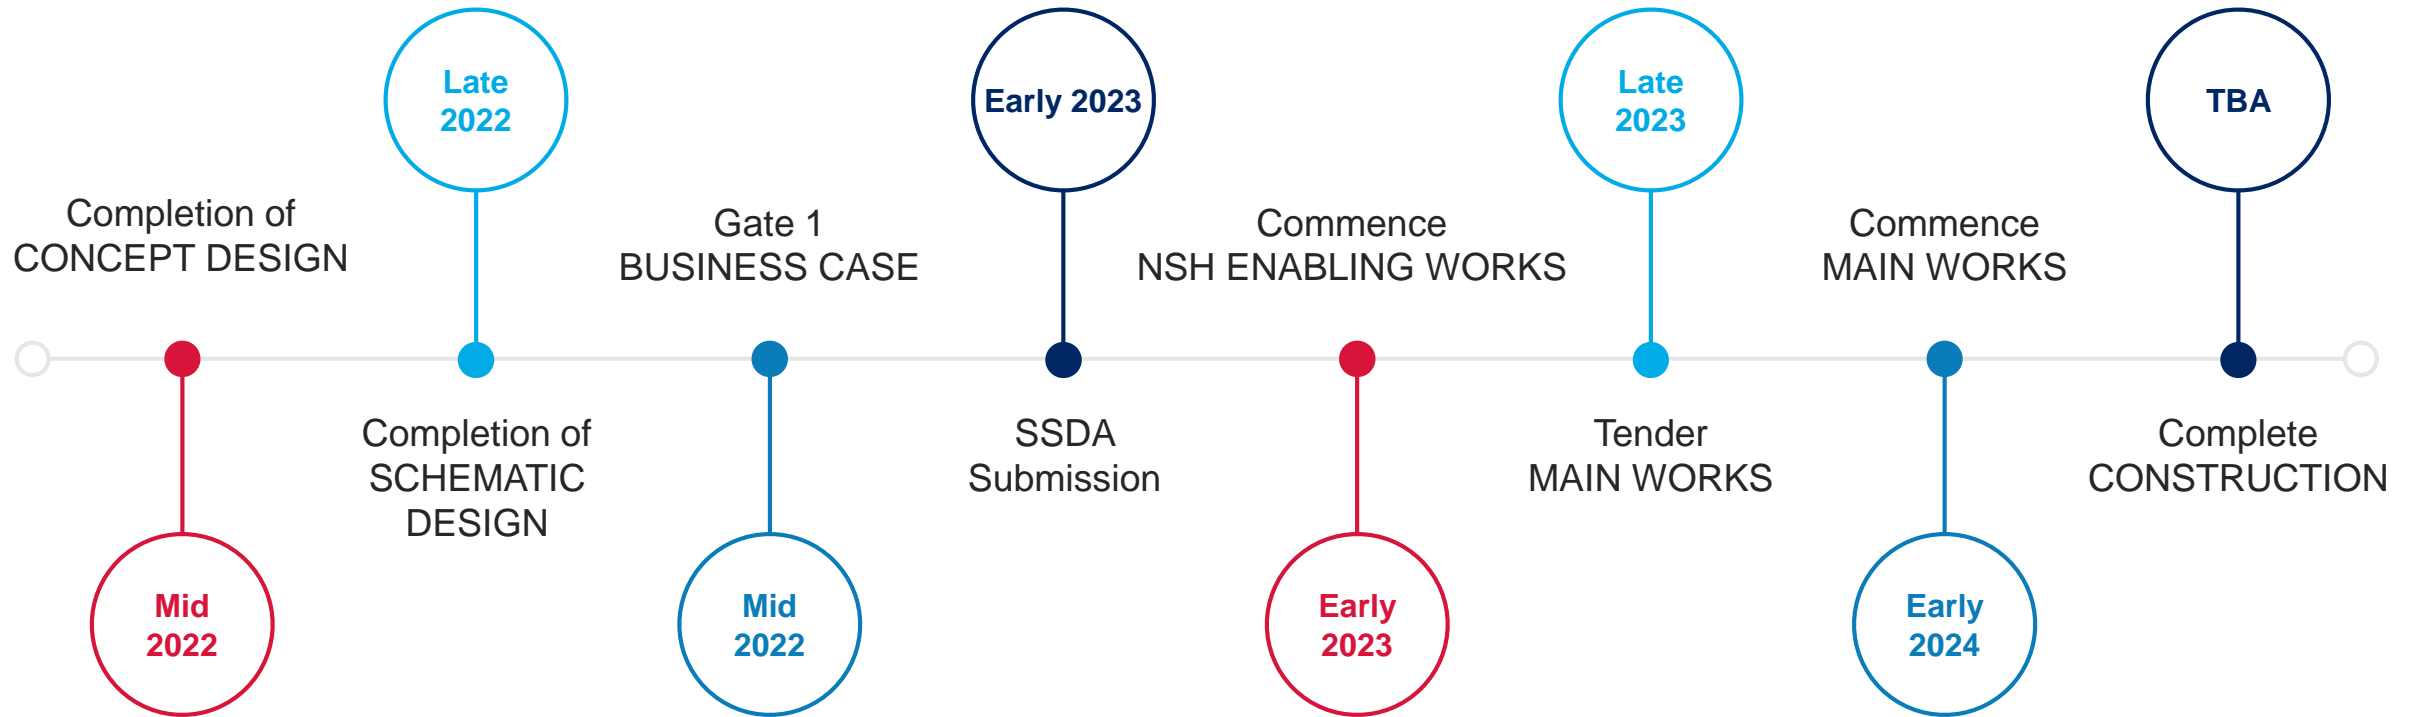 Completion of
CONCEPT DESIGN
Mid
2022
Late
2022
Completion of
SCHEMATIC
DESIGN
Gate 1
BUSINESS CASE
Mid
2022
Early 2023
SSDA
Submission
Commence
NSH ENABLING WORKS
Early
2023
Late
2023
Tender
MAIN WORKS
Commence
MAIN WORKS
Early
2024
TBA
Complete
CONSTRUCTION